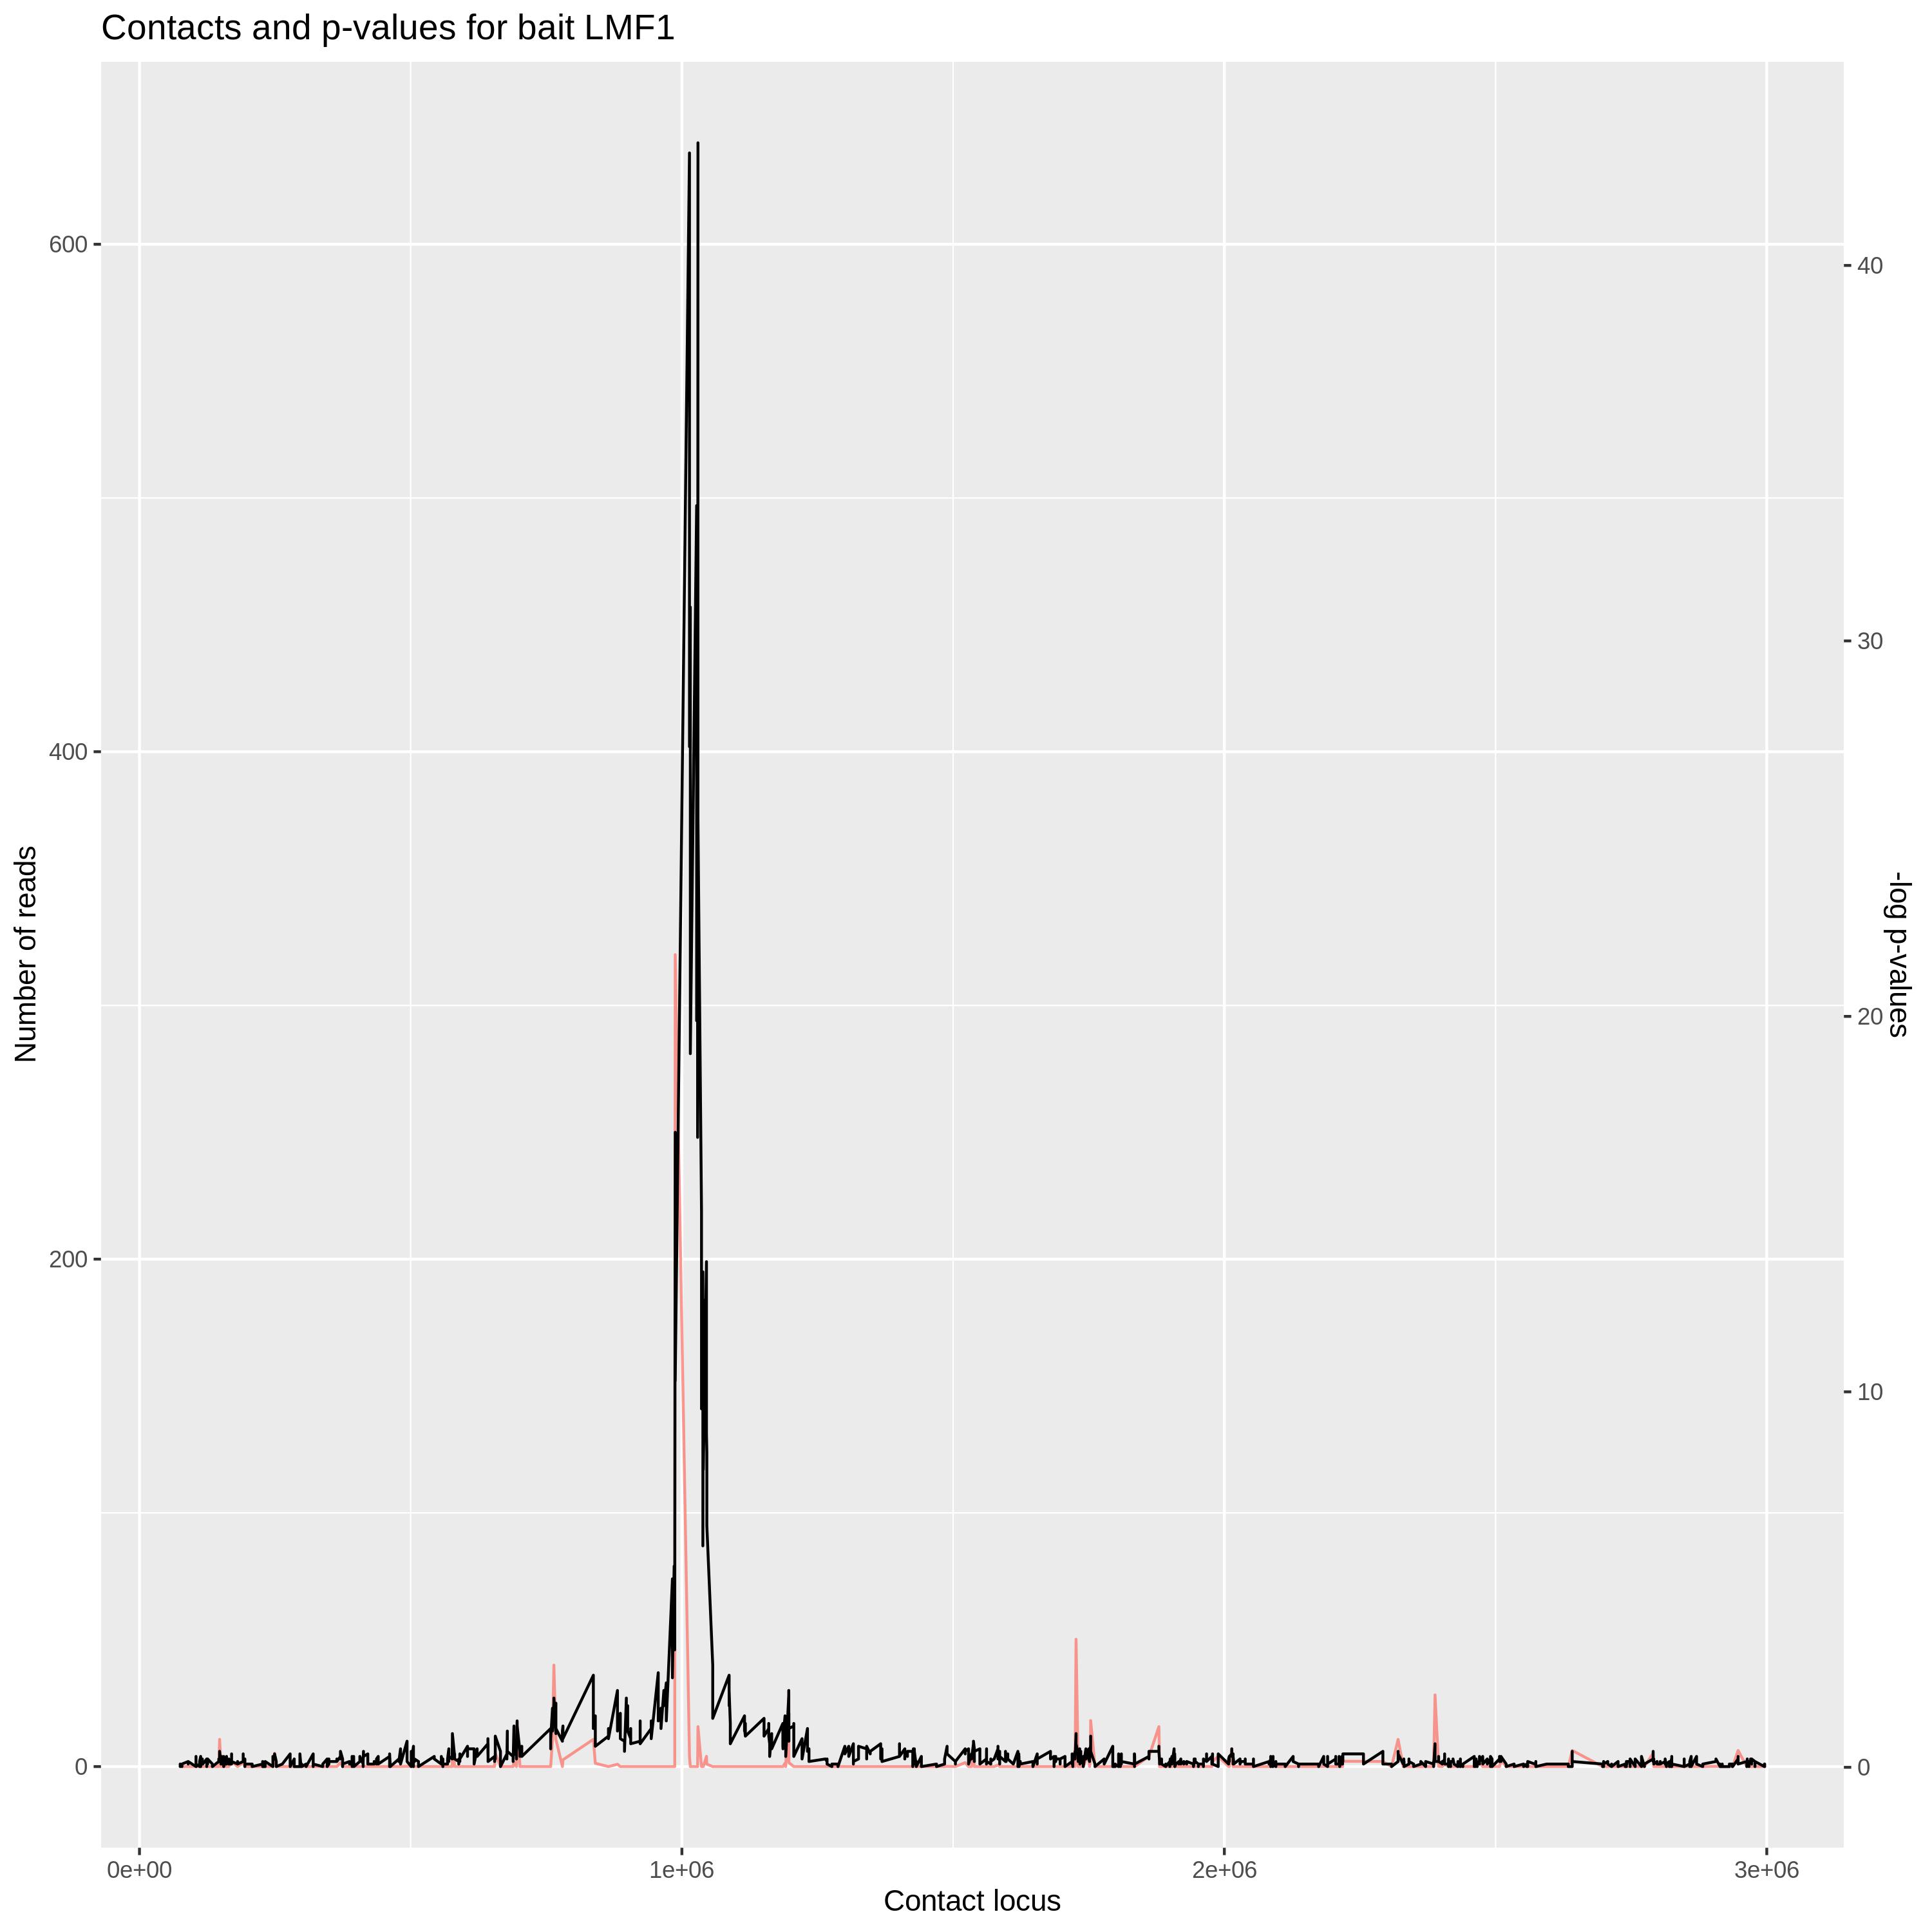 Contacts and p-values for bait LMF1
600
400
200
0
Number of reads
40
30
20
10
0
-log p-values
0e+00 1e+06 2e+06 3e+06
Contact locus